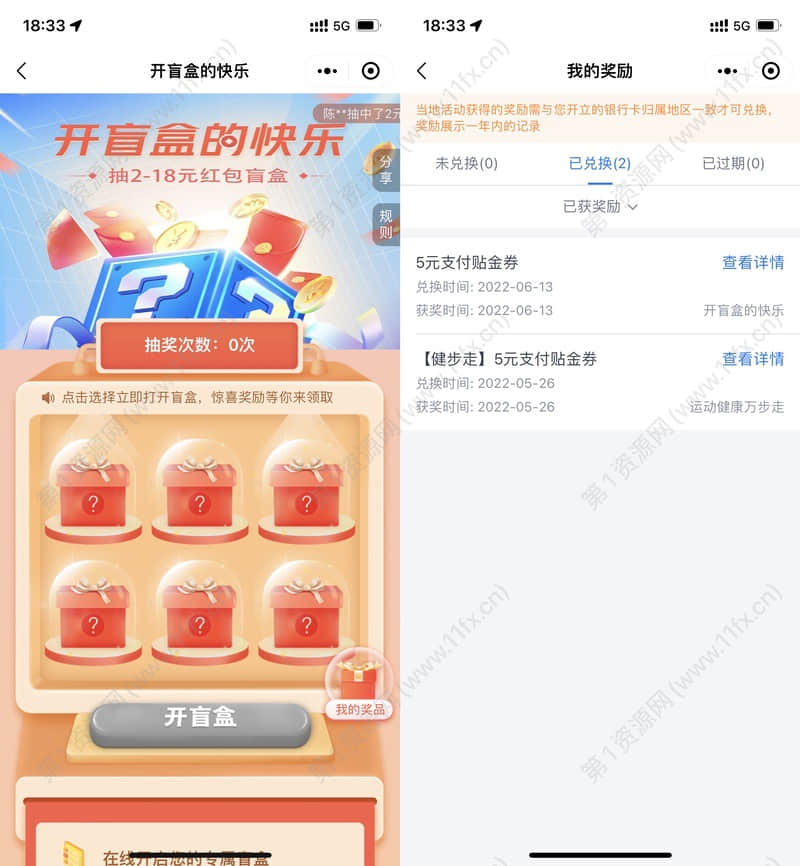 18:33
5G
开盲盒的快乐
陈**抽中了2元
开盲盒的快乐
抽2-18元红包盲盒
分享
规则
抽奖次数：0次
点击选择立即打开盲盒，惊喜奖励等你来领取
?
?
?
?
?
?
我的奖品
开盲盒
在线开启您的专属盲盒
18:33
5G
我的奖励
当地活动获得的奖励需与您开立的银行卡归属地区一致才可兑换，
奖励展示一年内的记录
未兑换(0) 已兑换(2) 已过期(0)
已获奖励
5元支付贴金券 查看详情
兑换时间: 2022-06-13
获奖时间: 2022-06-13 开盲盒的快乐
【健步走】5元支付贴金券 查看详情
兑换时间: 2022-05-26
获奖时间: 2022-05-26 运动健康万步走
第1资源网 (www.11fx.cn)